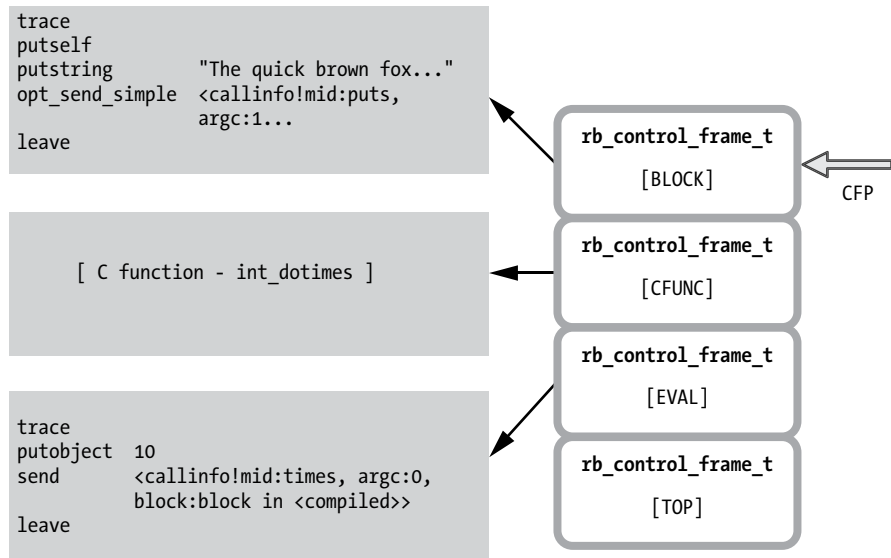 trace
putself
putstring "The quick brown fox..."
opt_send_simple <callinfo!mid:puts,
argc:1...
leave
rb_control_frame_t
[BLOCK]
CFP
[ C function - int_dotimes ]
rb_control_frame_t
[CFUNC]
rb_control_frame_t
[EVAL]
trace
putobject 10
send <callinfo!mid:times, argc:0,
block:block in <compiled>>
leave
rb_control_frame_t
[TOP]